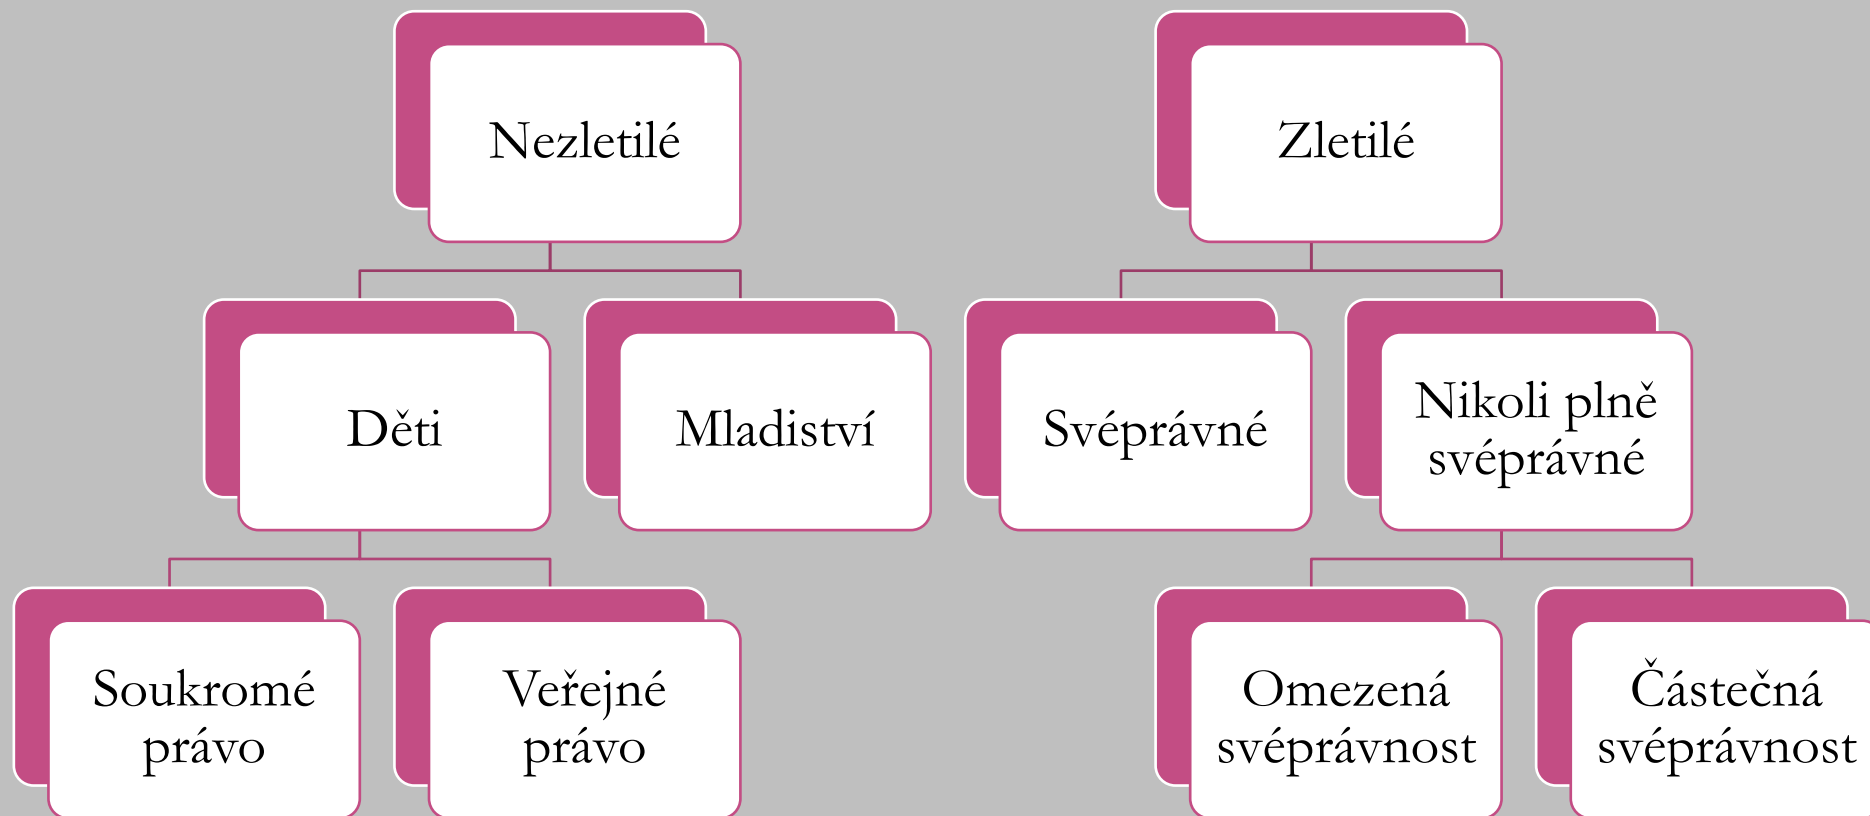 Nezletilé
Zletilé
Děti
Mladiství
Svéprávné
Nikoli plně
svéprávné
Soukromé
právo
Veřejné
právo
Omezená
svéprávnost
Částečná
svéprávnost